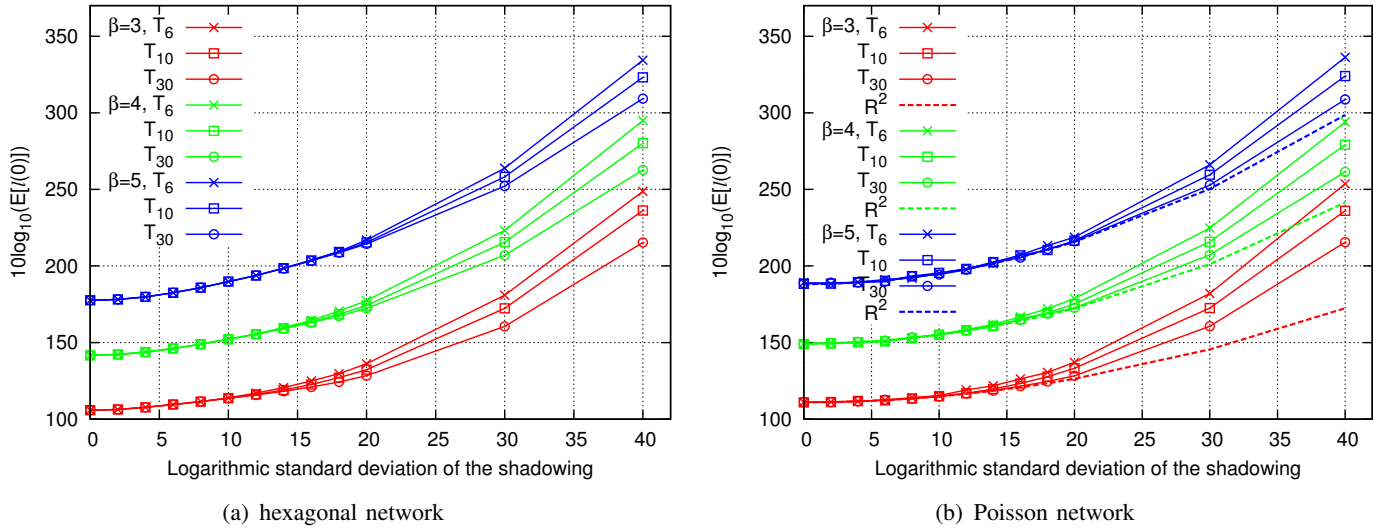 350
300
250
200
150
100
10log₁₀(E[l(0)])
β=3, T₆
T₁₀
T₃₀
β=4, T₆
T₁₀
T₃₀
β=5, T₆
T₁₀
T₃₀
0 5 10 15 20 25 30 35 40
Logarithmic standard deviation of the shadowing
(a) hexagonal network
350
300
250
200
150
100
10log₁₀(E[l(0)])
β=3, T₆
T₁₀
T₃₀
R²
β=4, T₆
T₁₀
T₃₀
R²
β=5, T₆
T₁₀
T₃₀
R²
0 5 10 15 20 25 30 35 40
Logarithmic standard deviation of the shadowing
(b) Poisson network